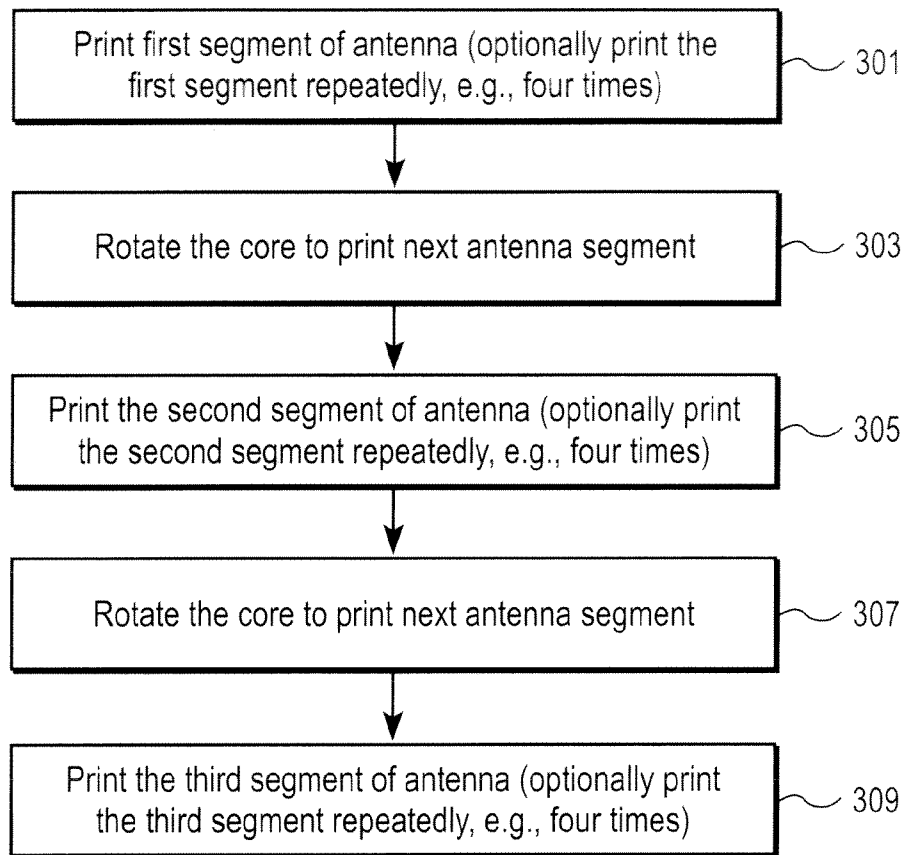 Print first segment of antenna (optionally print the
first segment repeatedly, e.g., four times)
301
Rotate the core to print next antenna segment
303
Print the second segment of antenna (optionally print
the second segment repeatedly, e.g., four times)
305
Rotate the core to print next antenna segment
307
Print the third segment of antenna (optionally print
the third segment repeatedly, e.g., four times)
309